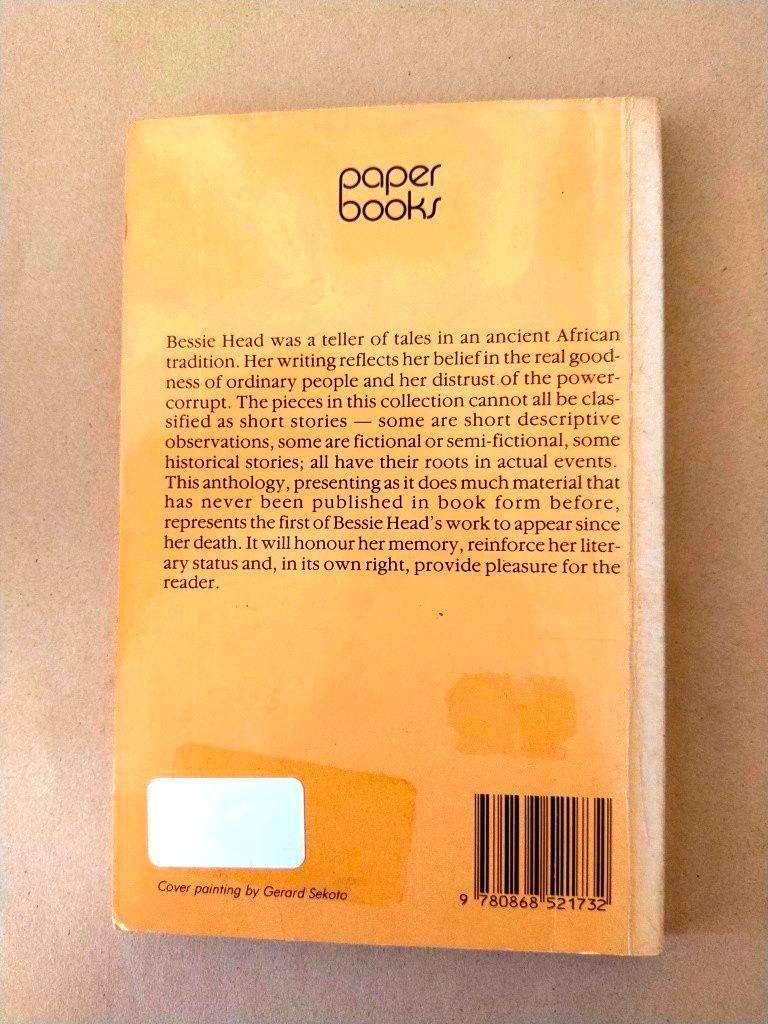 paper
books
Bessie Head was a teller of tales in an ancient African
tradition. Her writing reflects her belief in the real good-
ness of ordinary people and her distrust of the power-
corrupt. The pieces in this collection cannot all be clas-
sified as short stories — some are short descriptive
observations, some are fictional or semi-fictional, some
historical stories; all have their roots in actual events.
This anthology, presenting as it does much material that
has never been published in book form before,
represents the first of Bessie Head's work to appear since
her death. It will honour her memory, reinforce her liter-
ary status and, in its own right, provide pleasure for the
reader.
Cover painting by Gerard Sekoto
9 780868 521732